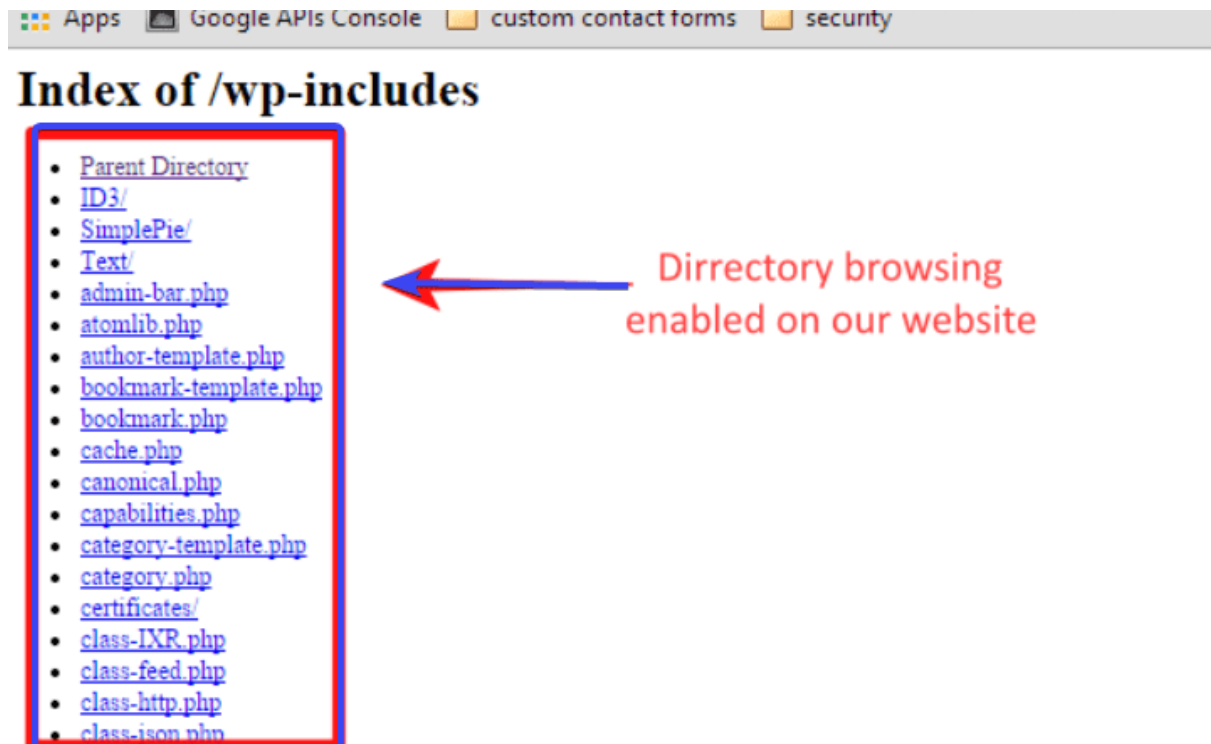 Apps Google APIs Console custom contact forms security
Index of /wp-includes
Parent Directory
ID3/
SimplePie/
Text/
admin-bar.php
atomlib.php
author-template.php
bookmark-template.php
bookmark.php
cache.php
canonical.php
capabilities.php
category-template.php
category.php
certificates/
class-IXR.php
class-feed.php
class-http.php
class-json.php
Dirrectory browsing
enabled on our website